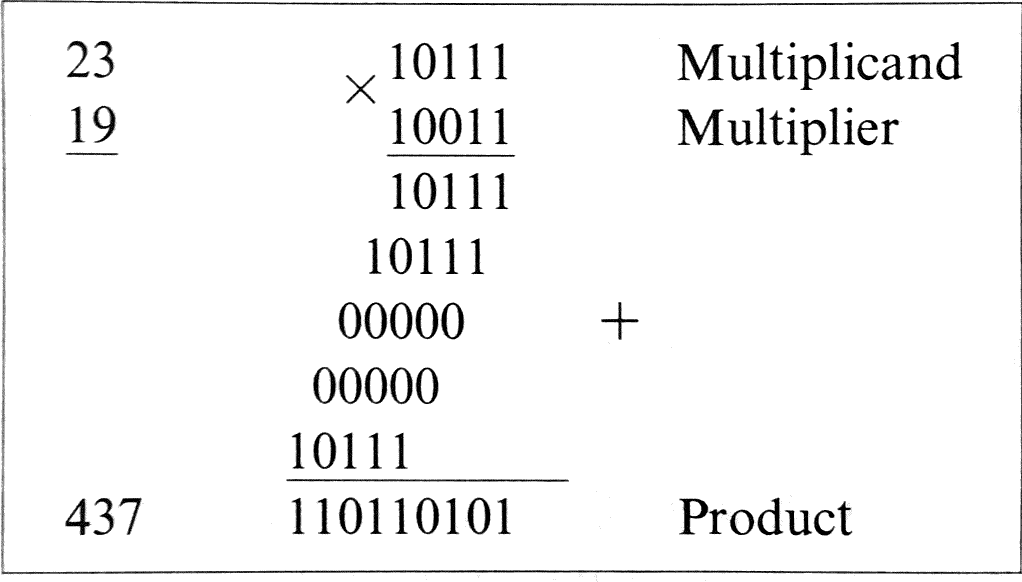 23 × 10111 Multiplicand
19 10011 Multiplier
10111
10111
00000 +
00000
10111
437 110110101 Product